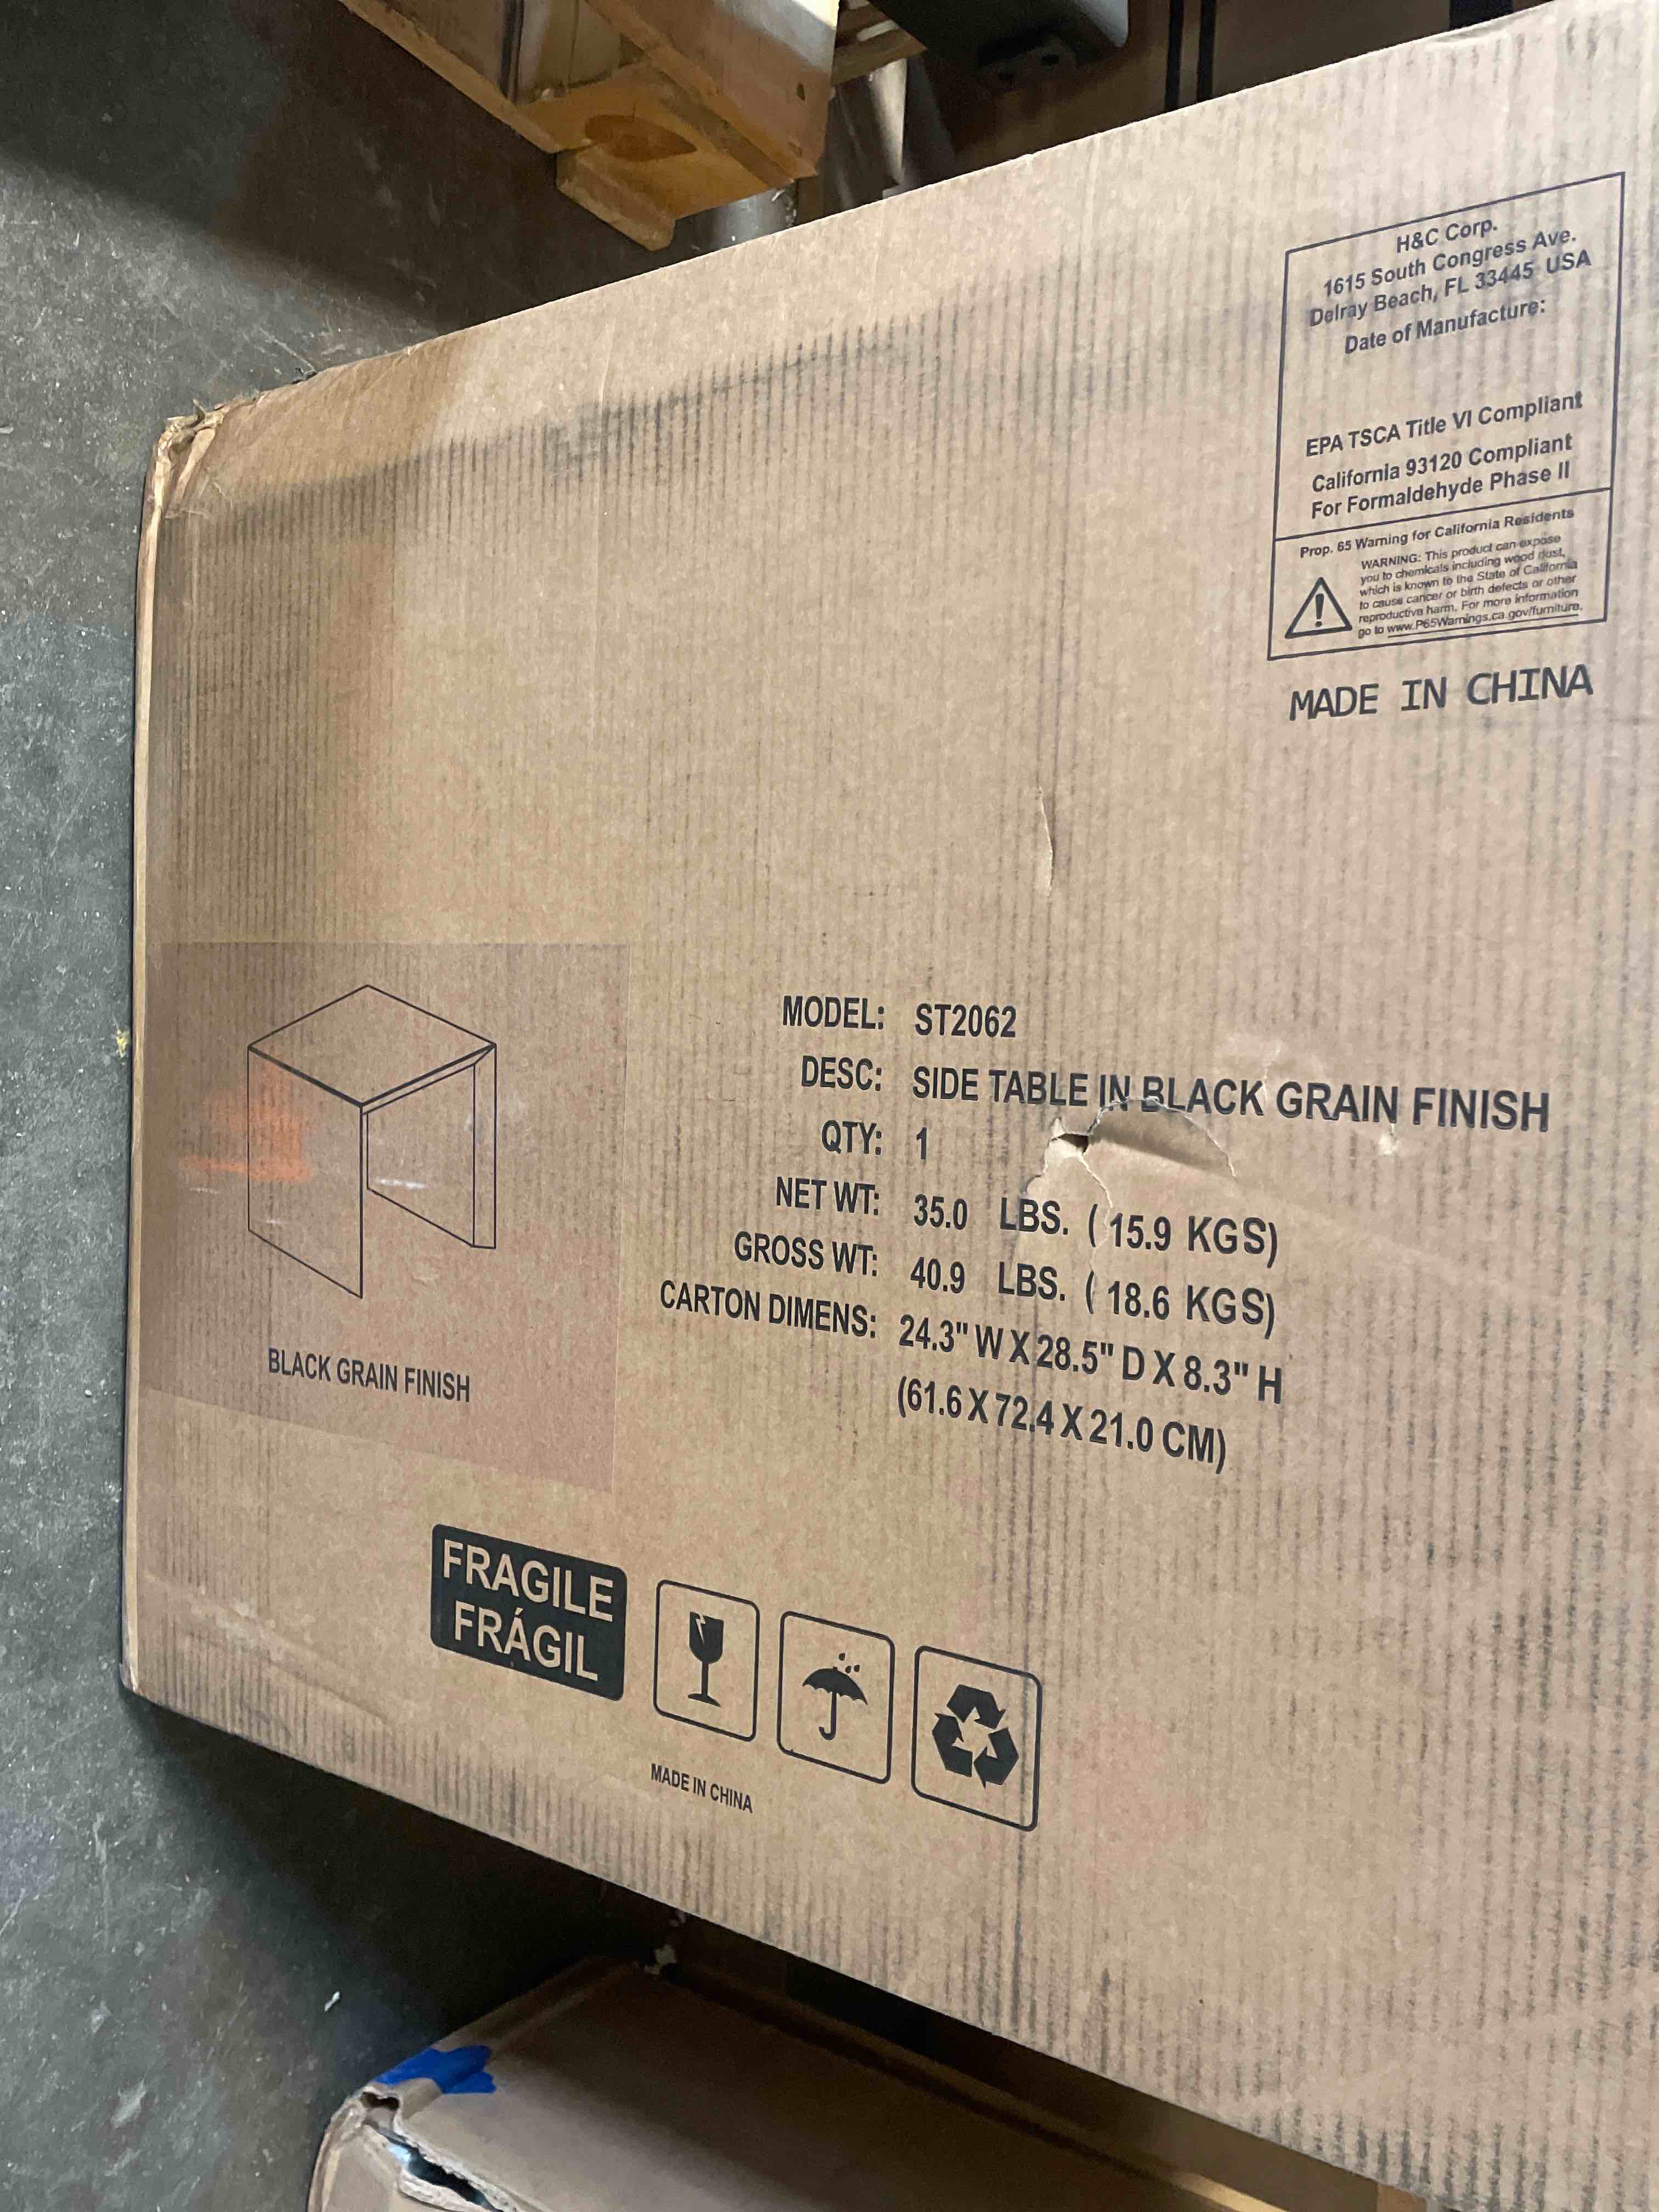 H&C Corp.
1615 South Congress Ave.
Delray Beach, FL 33445 USA
Date of Manufacture:
EPA TSCA Title VI Compliant
California 93120 Compliant
For Formaldehyde Phase II
Prop. 65 Warning for California Residents
WARNING: This product can expose
you to chemicals including wood dust,
which is known to the State of California
to cause cancer or birth defects or other
reproductive harm. For more information
go to www.P65Warnings.ca.gov/furniture.
MADE IN CHINA
MODEL: ST2062
DESC: SIDE TABLE IN BLACK GRAIN FINISH
QTY: 1
NET WT: 35.0 LBS. ( 15.9 KGS)
GROSS WT: 40.9 LBS. ( 18.6 KGS)
CARTON DIMENS: 24.3" W X 28.5" D X 8.3" H
(61.6 X 72.4 X 21.0 CM)
BLACK GRAIN FINISH
FRAGILE
FRÁGIL
MADE IN CHINA